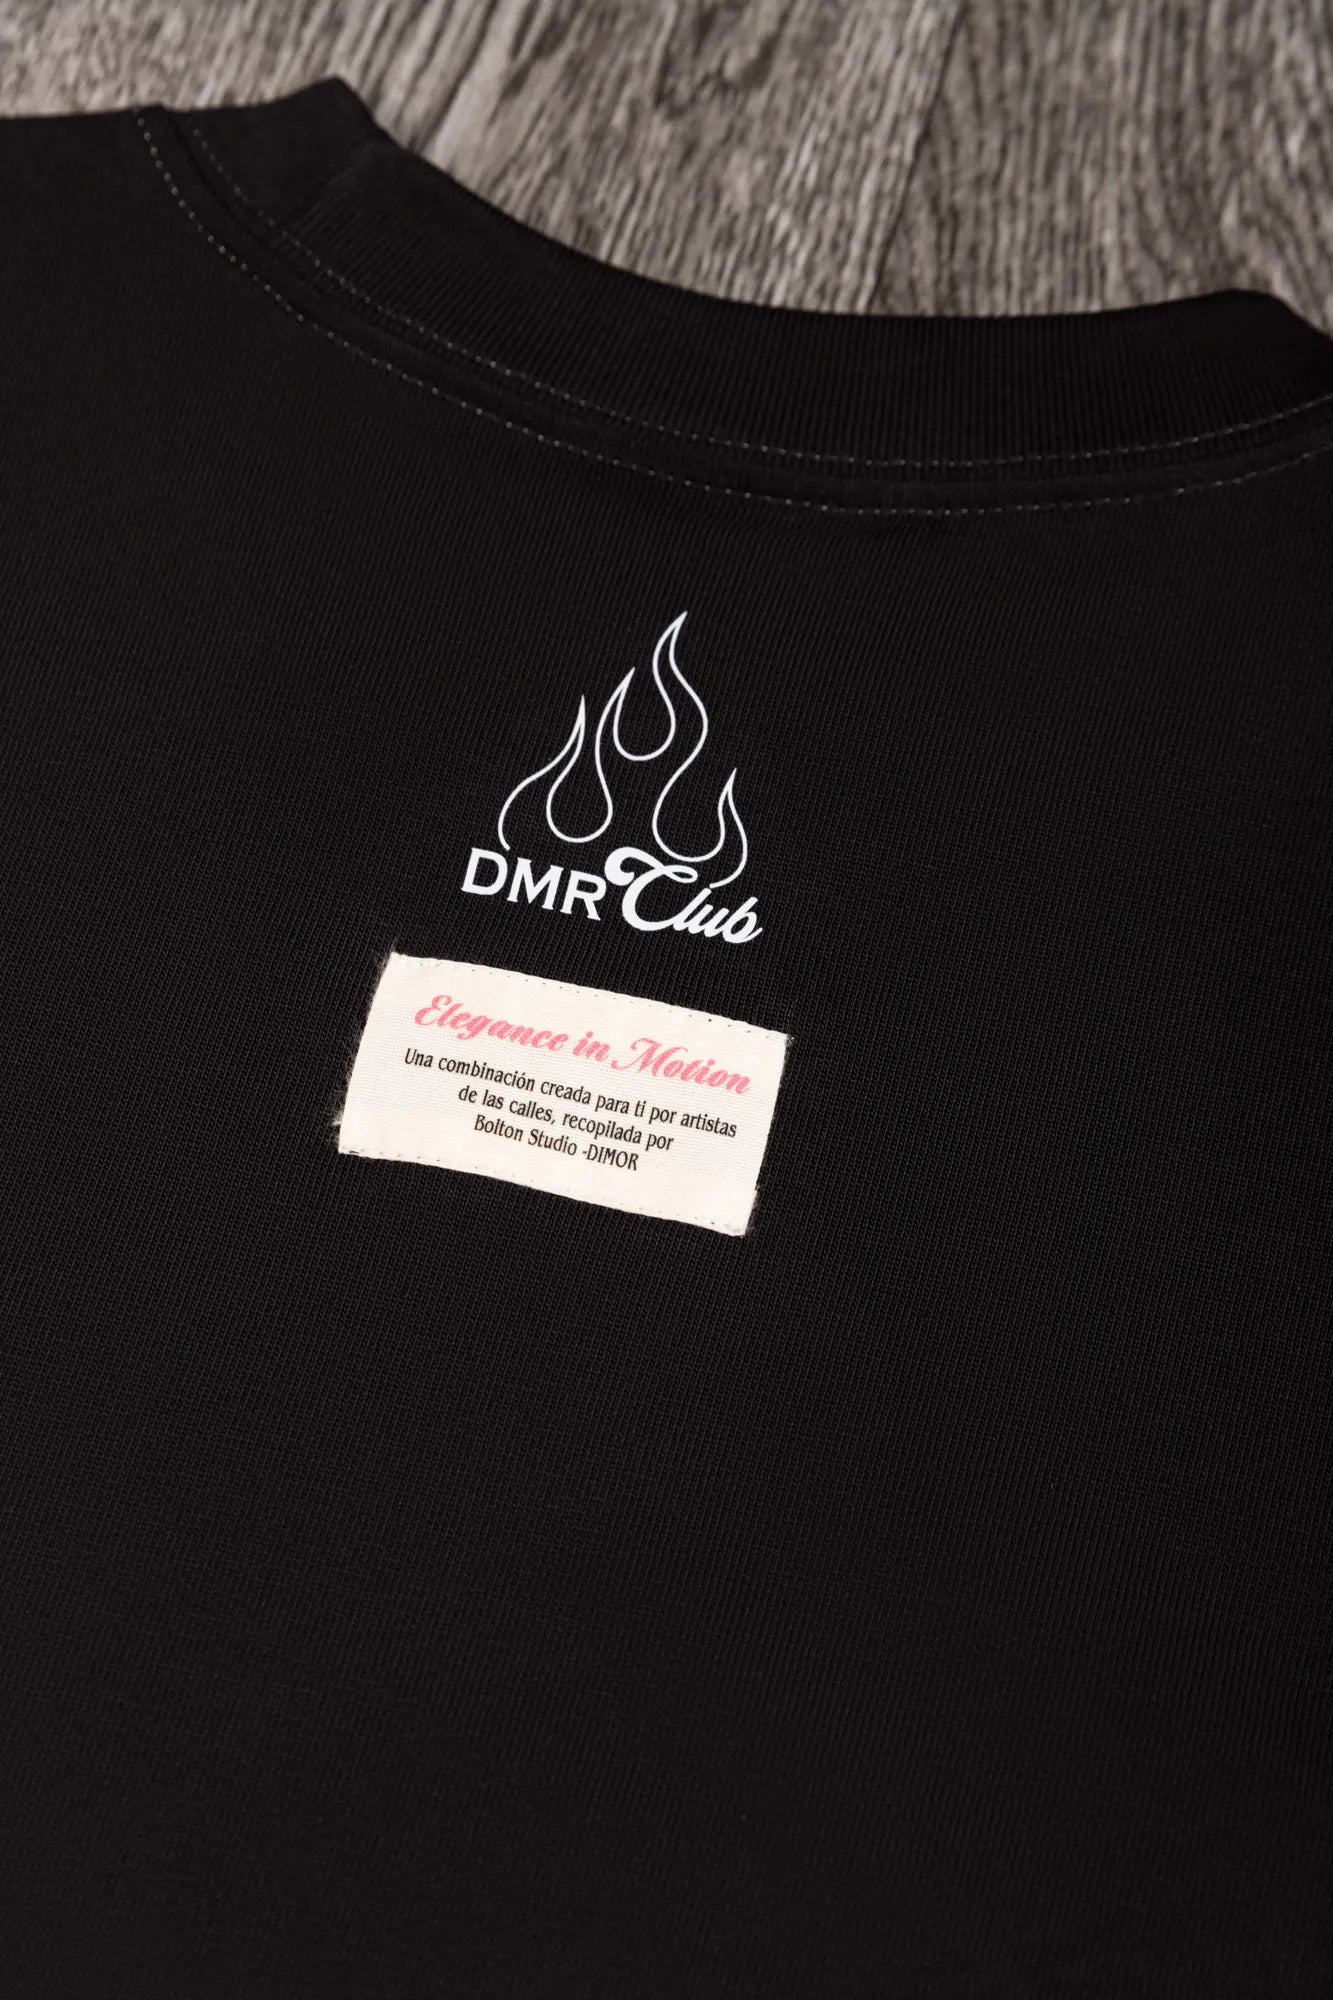 DMR Club
Elegance in Motion
Una combinación creada para ti por artistas
de las calles, recopilada por
Bolton Studio -DIMOR